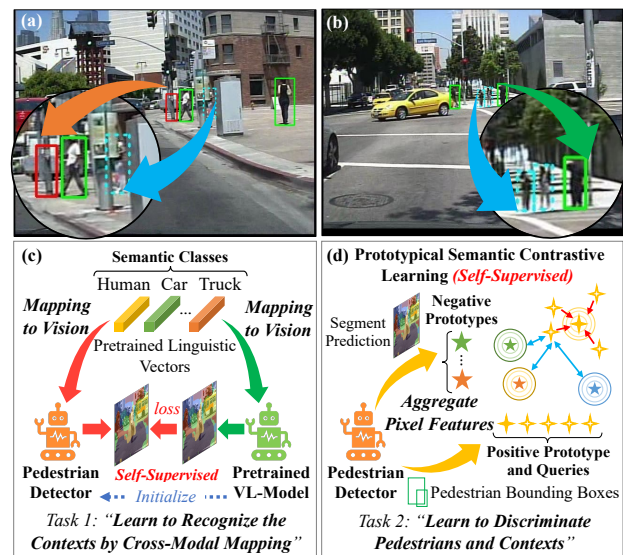 (a)
(b)
(c)
Semantic Classes
Human Car Truck
...
Mapping to Vision
Mapping to Vision
Pretrained Linguistic
Vectors
loss
Self-Supervised
Pedestrian
Detector
Pretrained
VL-Model
Initialize
Task 1: “Learn to Recognize the
Contexts by Cross-Modal Mapping”
(d) Prototypical Semantic Contrastive
Learning (Self-Supervised)
Segment
Prediction
Negative
Prototypes
Aggregate
Pixel Features
Pedestrian
Detector
Positive Prototype
and Queries
Pedestrian Bounding Boxes
Task 2: “Learn to Discriminate
Pedestrians and Contexts”